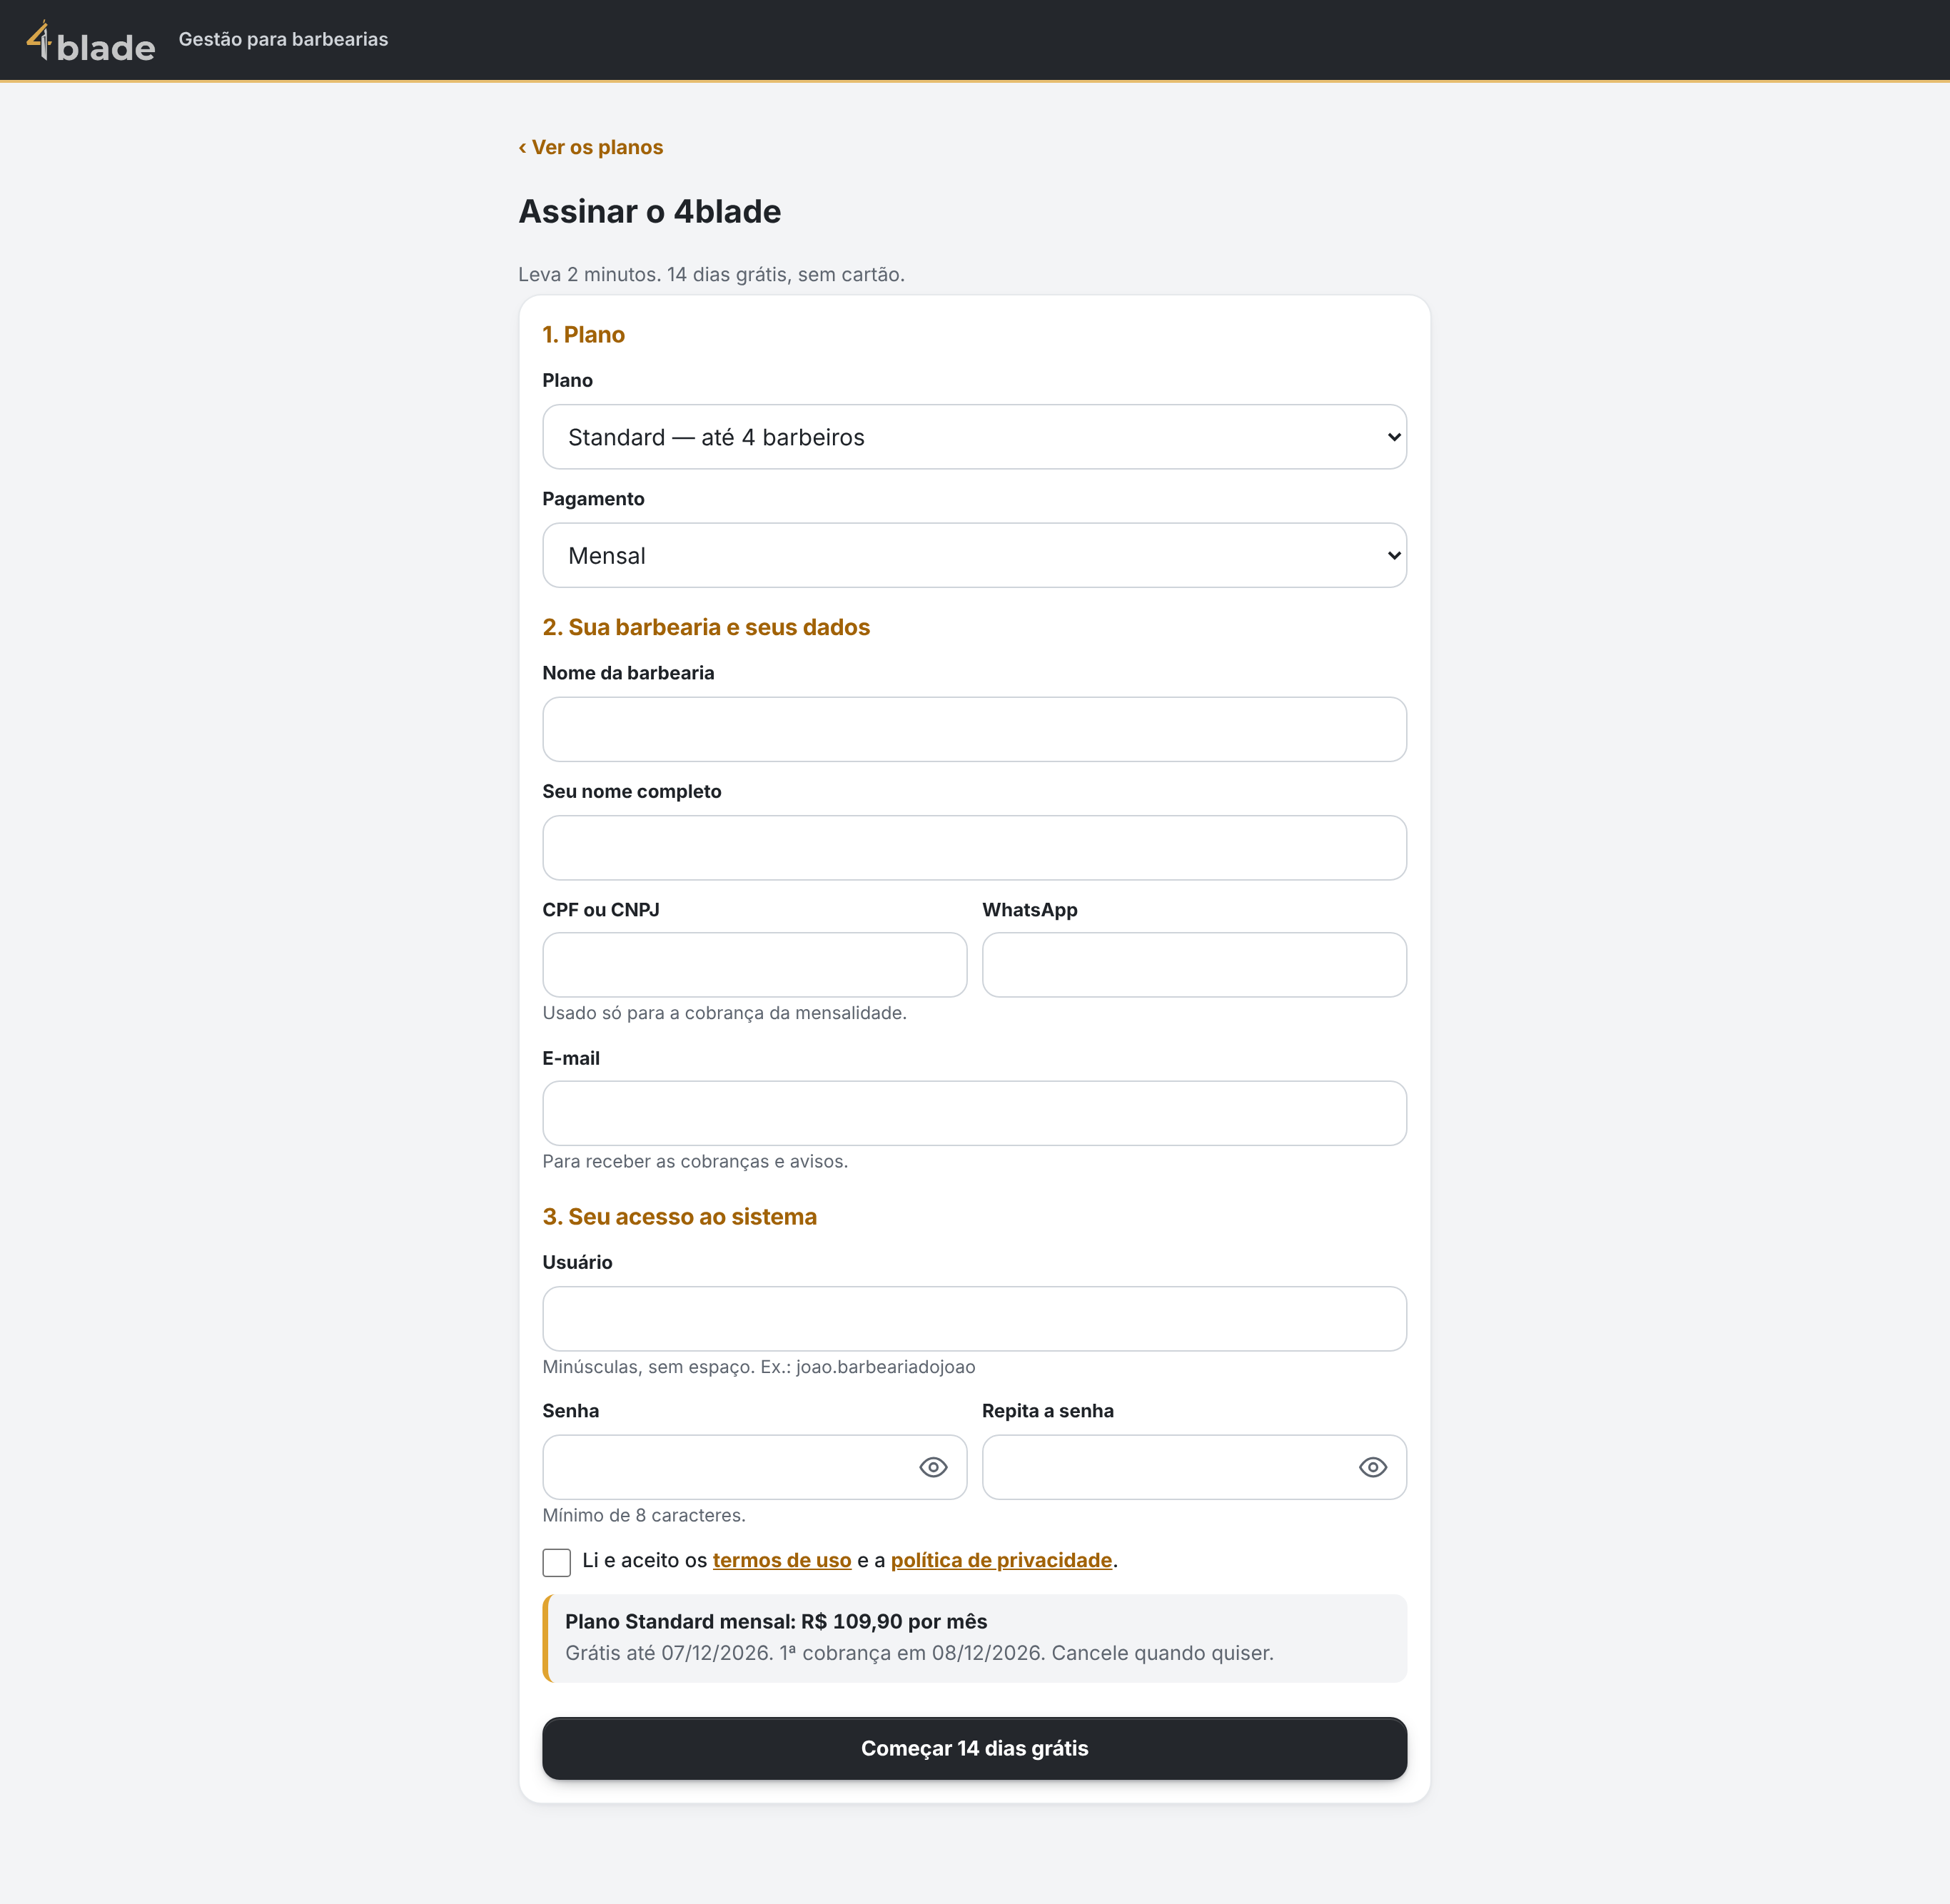 4blade Gestão para barbearias
‹ Ver os planos
Assinar o 4blade
Leva 2 minutos. 14 dias grátis, sem cartão.
1. Plano
Plano
Standard — até 4 barbeiros
Pagamento
Mensal
2. Sua barbearia e seus dados
Nome da barbearia
Seu nome completo
CPF ou CNPJ WhatsApp
Usado só para a cobrança da mensalidade.
E-mail
Para receber as cobranças e avisos.
3. Seu acesso ao sistema
Usuário
Minúsculas, sem espaço. Ex.: joao.barbeariadojoao
Senha Repita a senha
Mínimo de 8 caracteres.
Li e aceito os termos de uso e a política de privacidade.
Plano Standard mensal: R$ 109,90 por mês
Grátis até 07/12/2026. 1ª cobrança em 08/12/2026. Cancele quando quiser.
Começar 14 dias grátis